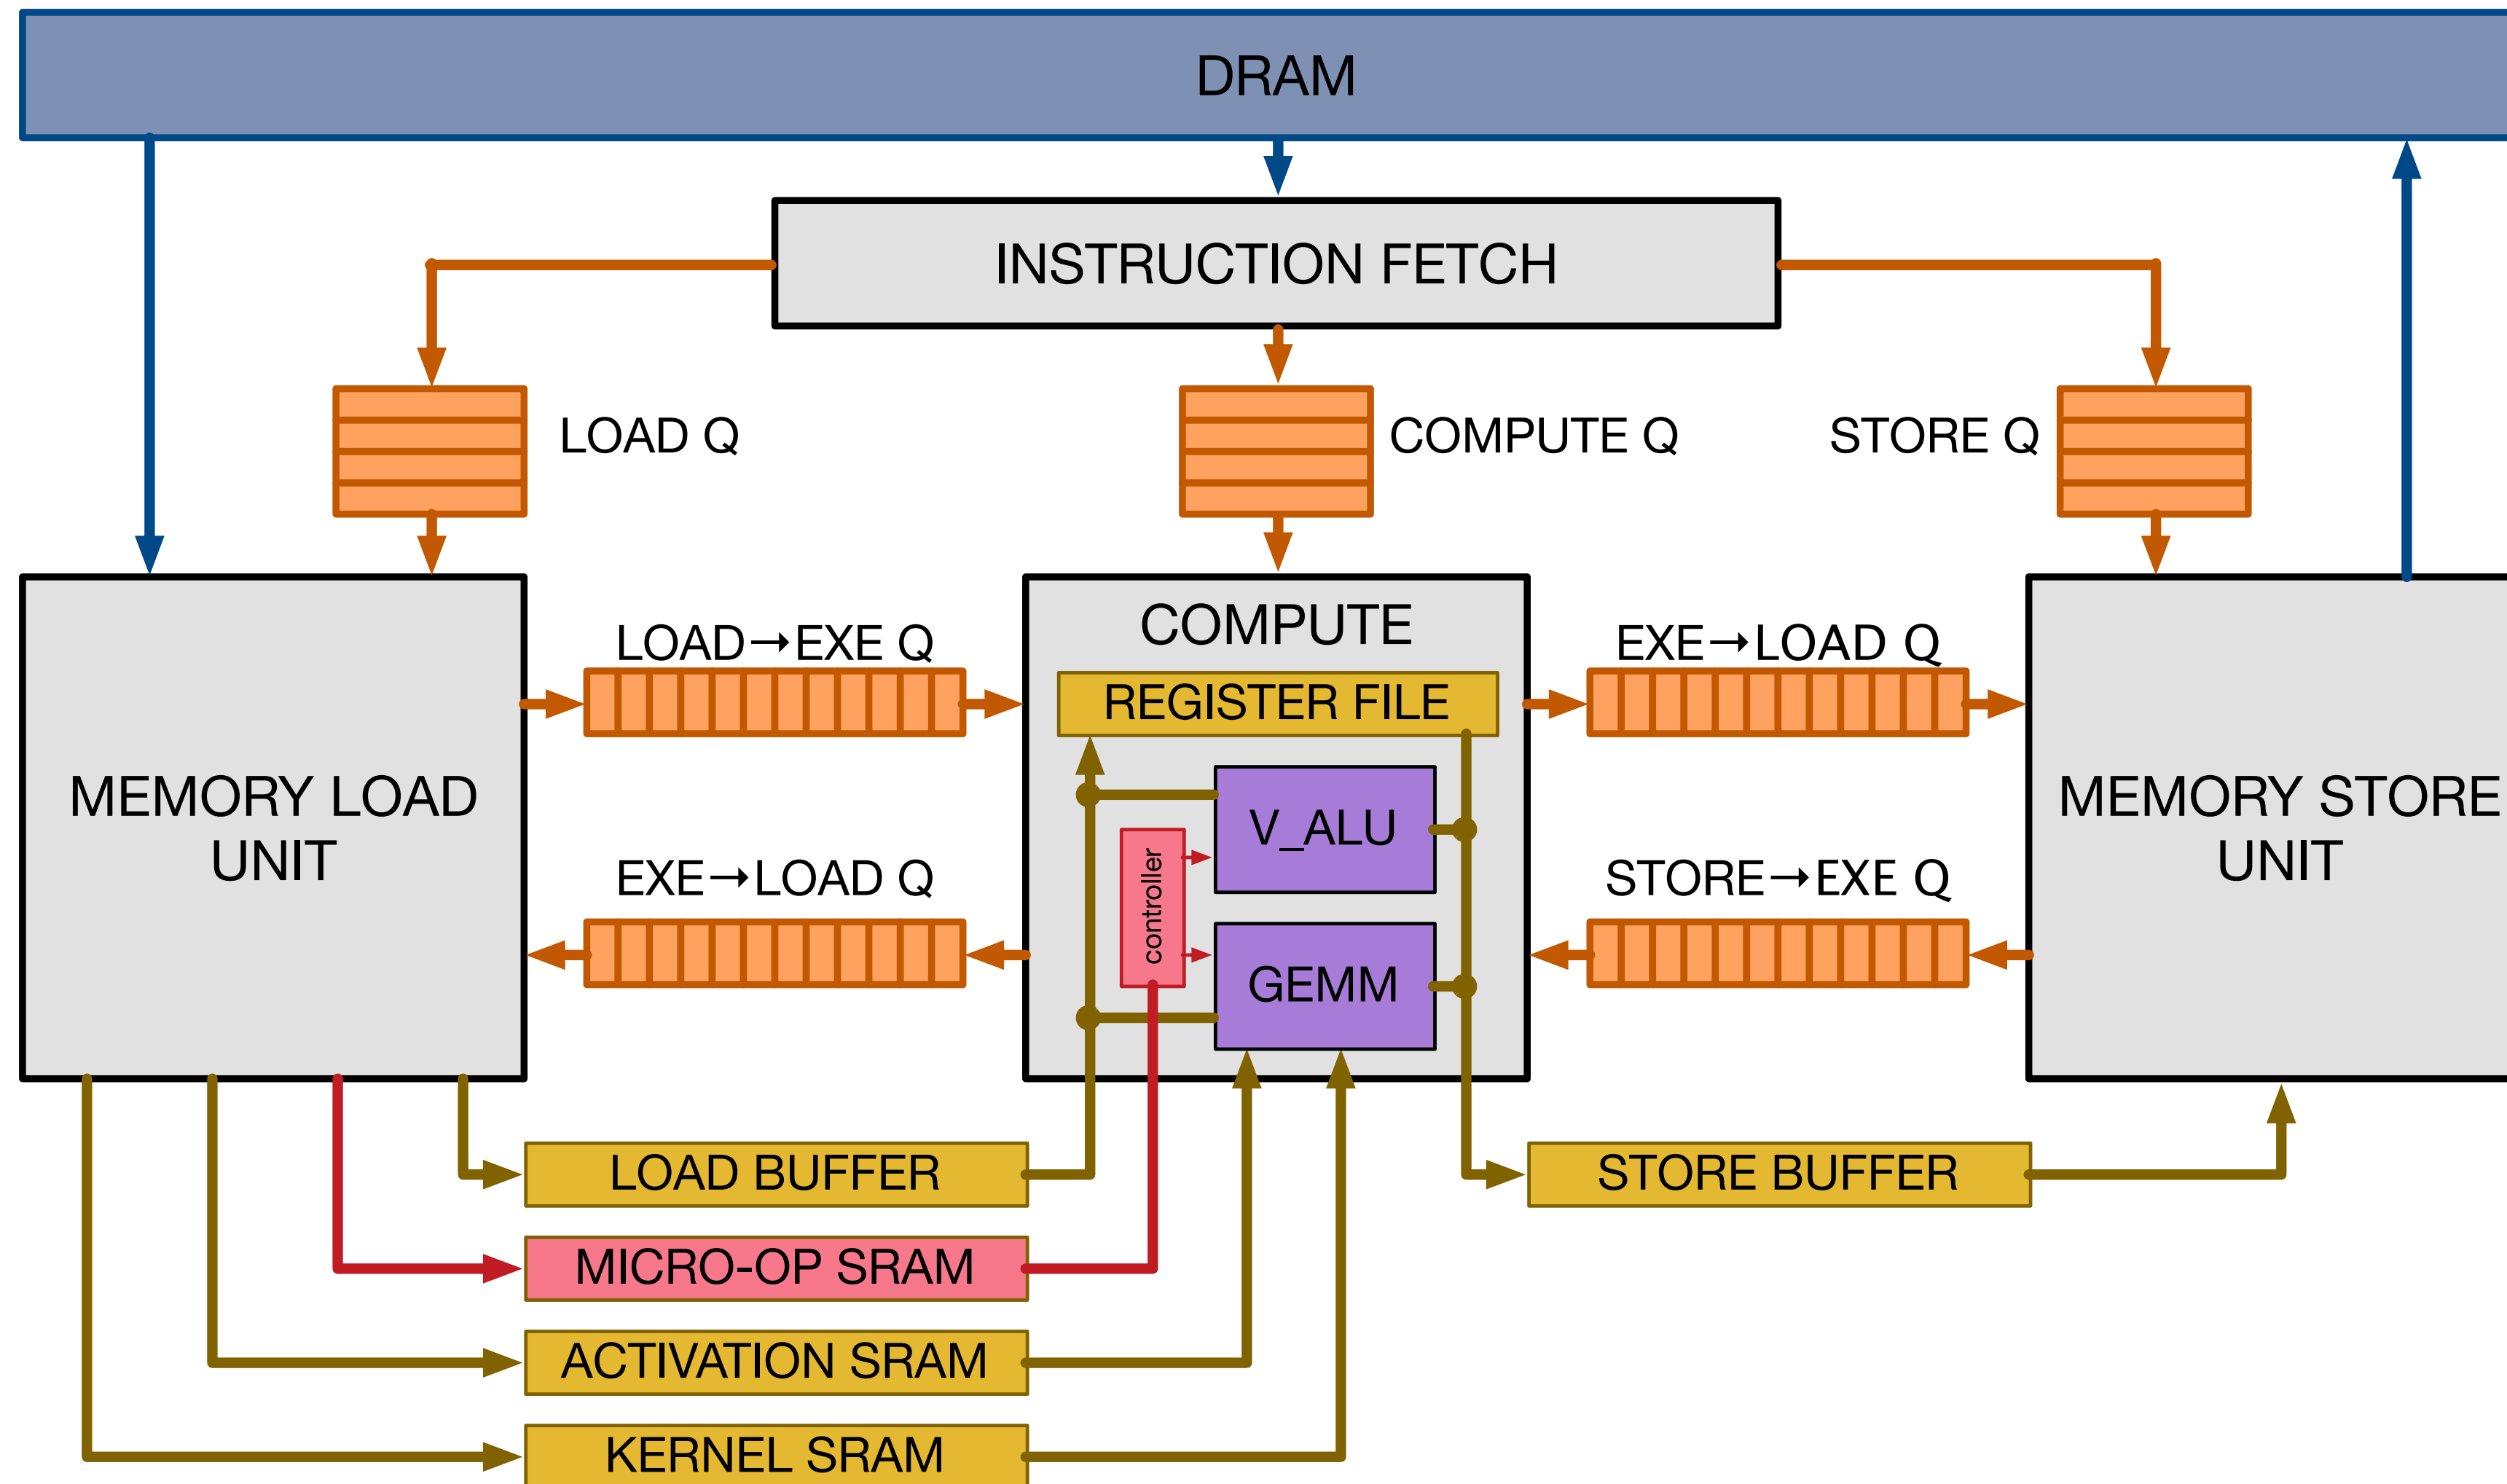 DRAM
INSTRUCTION FETCH
LOAD Q
COMPUTE Q
STORE Q
LOAD→EXE Q
COMPUTE
EXE→LOAD Q
REGISTER FILE
MEMORY LOAD
UNIT
EXE→LOAD Q
controller
V_ALU
GEMM
STORE→EXE Q
MEMORY STORE
UNIT
LOAD BUFFER
STORE BUFFER
MICRO-OP SRAM
ACTIVATION SRAM
KERNEL SRAM